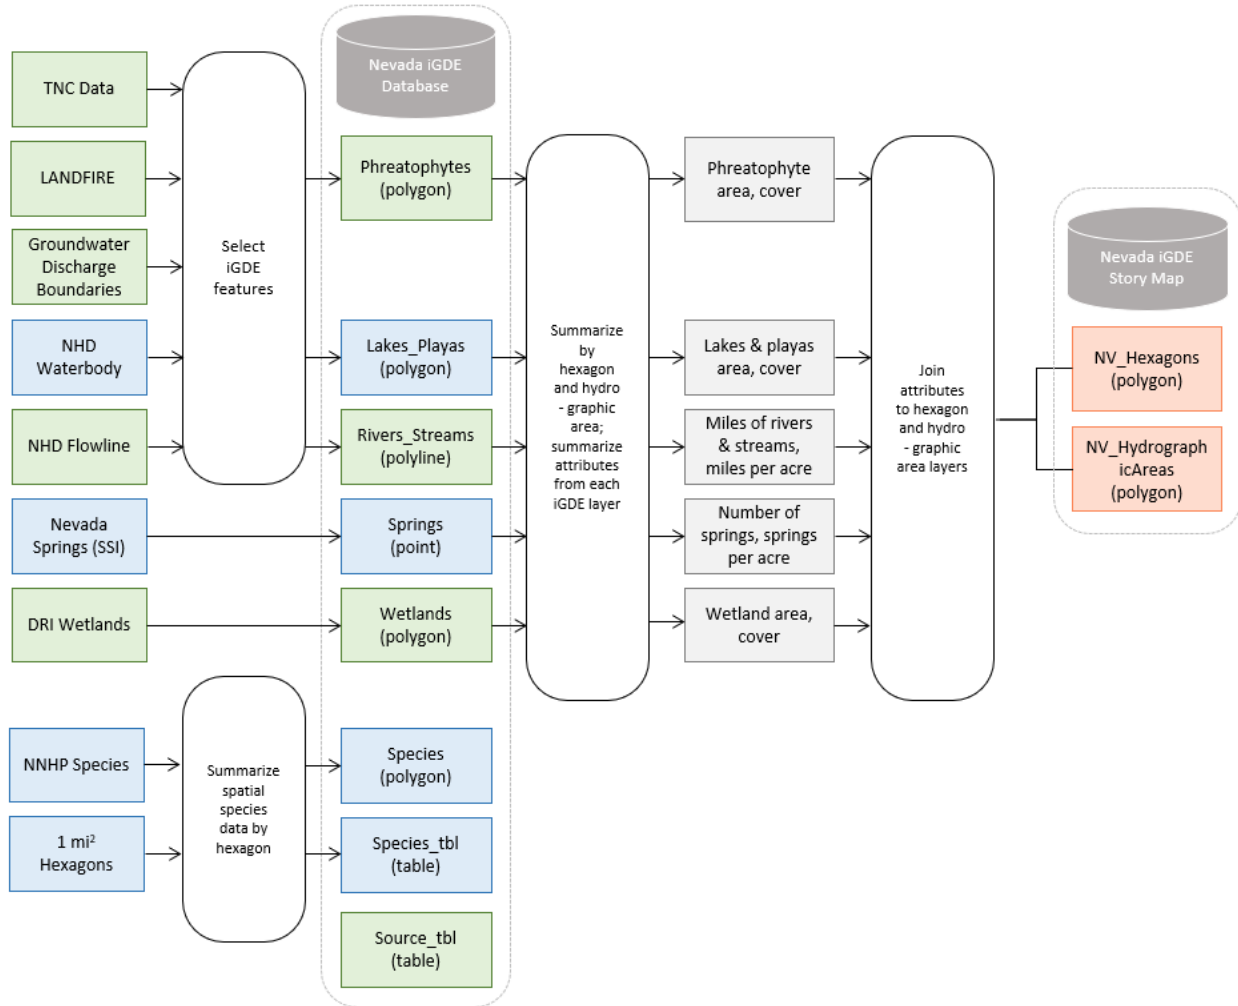 TNC Data
LANDFIRE
Groundwater
Discharge
Boundaries
NHD
Waterbody
NHD Flowline
Nevada
Springs (SSI)
DRI Wetlands
NNHP Species
1 mi²
Hexagons
Select
iGDE
features
Summarize
spatial
species
data by
hexagon
Nevada iGDE
Database
Phreatophytes
(polygon)
Lakes_Playas
(polygon)
Rivers_Streams
(polyline)
Springs
(point)
Wetlands
(polygon)
Species
(polygon)
Species_tbl
(table)
Source_tbl
(table)
Summarize
by
hexagon
and hydro
- graphic
area;
summarize
attributes
from each
iGDE layer
Phreatophyte
area, cover
Lakes & playas
area, cover
Miles of rivers
& streams,
miles per acre
Number of
springs, springs
per acre
Wetland area,
cover
Join
attributes
to hexagon
and hydro
- graphic
area layers
Nevada iGDE
Story Map
NV_Hexagons
(polygon)
NV_Hydrograph
icAreas
(polygon)